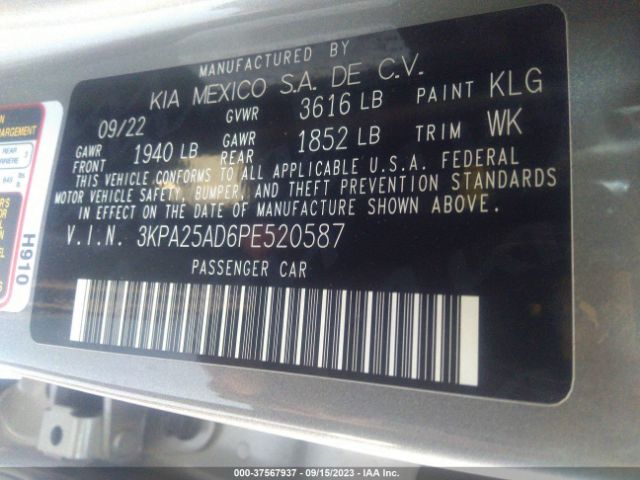 MANUFACTURED BY
KIA MEXICO S.A. DE C.V.
09/22 GVWR 3616 LB PAINT KLG
GAWR FRONT 1940 LB GAWR REAR 1852 LB TRIM WK
THIS VEHICLE CONFORMS TO ALL APPLICABLE U.S.A. FEDERAL
MOTOR VEHICLE SAFETY, BUMPER, AND THEFT PREVENTION STANDARDS
IN EFFECT ON THE DATE OF MANUFACTURE SHOWN ABOVE.
V.I.N. 3KPA25AD6PE520587
PASSENGER CAR
ON
ARGEMENT
REAR
H910
000-37567937 - 09/15/2023 - IAA Inc.